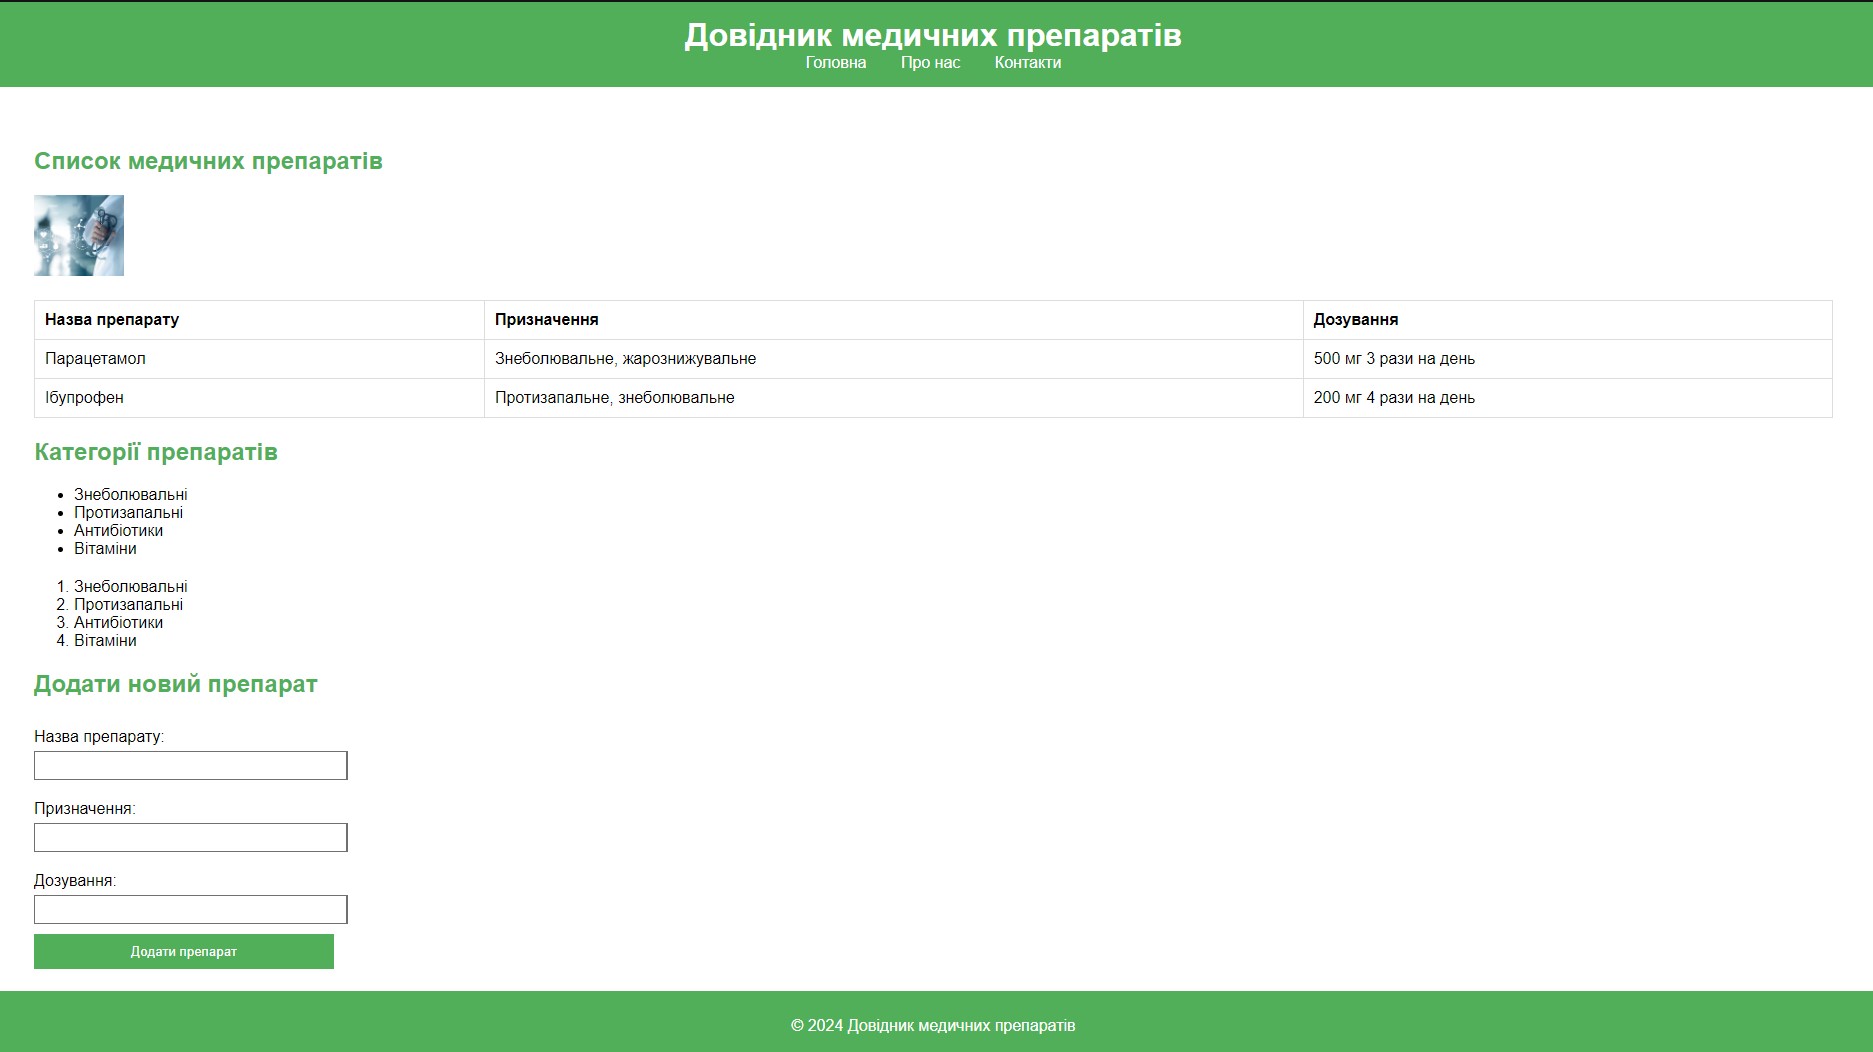 Довідник медичних препаратів
Головна Про нас Контакти
Список медичних препаратів
Назва препарату Призначення Дозування
Парацетамол Знеболювальне, жарознижувальне 500 мг 3 рази на день
Ібупрофен Протизапальне, знеболювальне 200 мг 4 рази на день
Категорії препаратів
• Знеболювальні
• Протизапальні
• Антибіотики
• Вітаміни
1. Знеболювальні
2. Протизапальні
3. Антибіотики
4. Вітаміни
Додати новий препарат
Назва препарату:
Призначення:
Дозування:
Додати препарат
© 2024 Довідник медичних препаратів